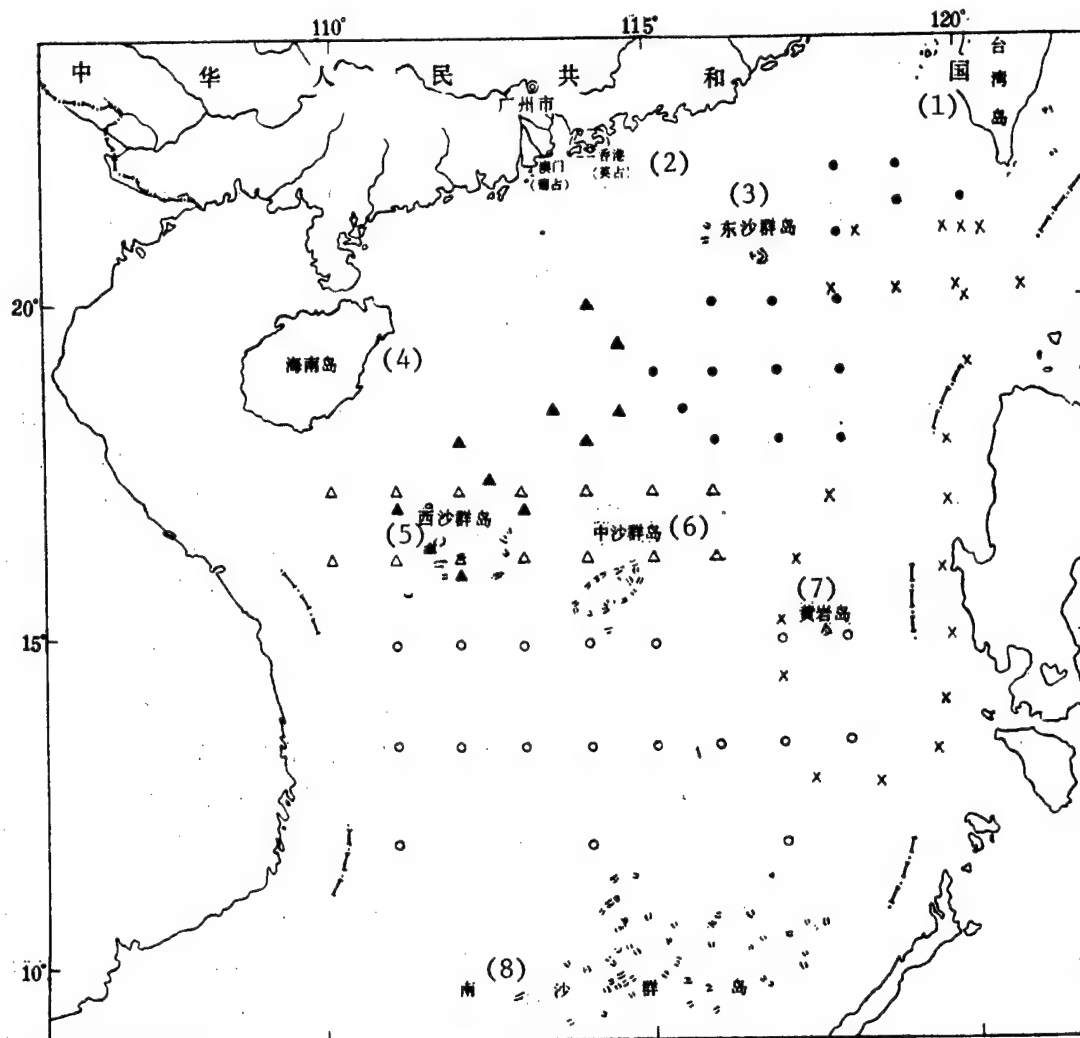 110° 115° 120°
中 华 人 民 共 和 国
台湾岛
(1)
广州市
香港 (2)
(英占)
澳门
(葡占)
(3)
东沙群岛
20°
海南岛 (4)
西沙群岛
(5)
中沙群岛 (6)
(7)
黄岩岛
15°
10°
(8)
南 沙 群 岛